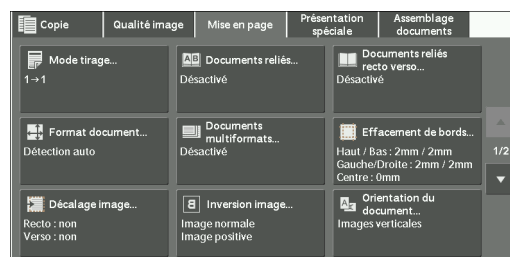 Copie
Qualité image
Mise en page
Présentation
spéciale
Assemblage
documents
Mode tirage...
1→1
Documents reliés...
Désactivé
Documents reliés
recto verso...
Désactivé
Format document...
Détection auto
Documents
multiformats...
Désactivé
Effacement de bords...
Haut / Bas : 2mm / 2mm
Gauche/Droite : 2mm / 2mm
Centre : 0mm
1/2
Décalage image...
Recto : non
Verso : non
Inversion image...
Image normale
Image positive
Orientation du
document...
Images verticales